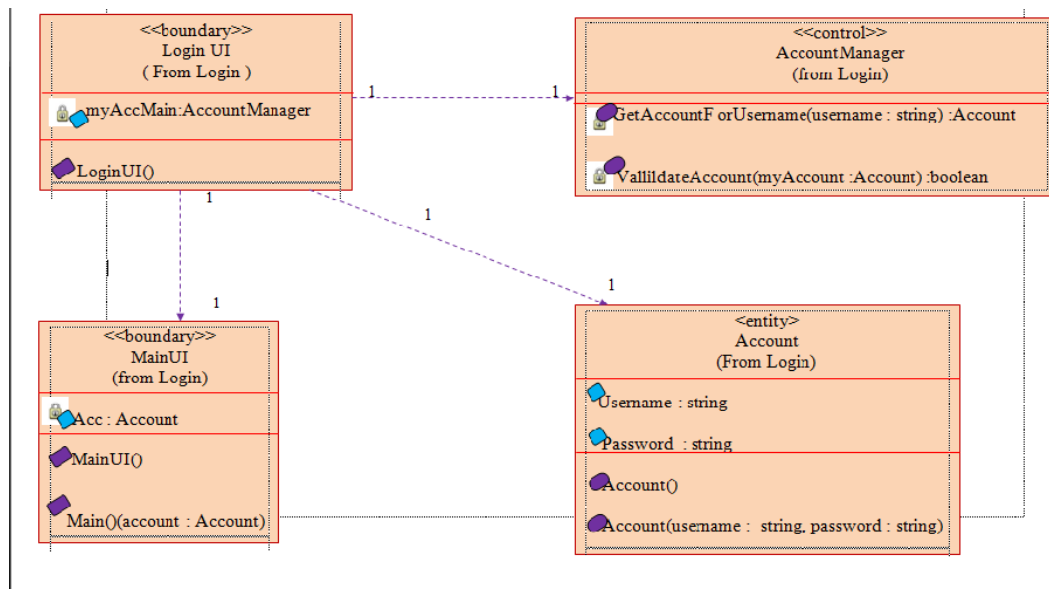 <<boundary>>
Login UI
( From Login )
myAccMain:AccountManager
LoginUI()
1
1
<<control>>
AccountManager
(from Login)
GetAccountF orUsername(username : string) :Account
VallildateAccount(myAccount :Account) :boolean
1
1
1
1
<<boundary>>
MainUI
(from Login)
Acc : Account
MainUI()
Main()(account : Account)
<entity>
Account
(From Login)
Username : string
Password : string
Account()
Account(username : string, password : string)